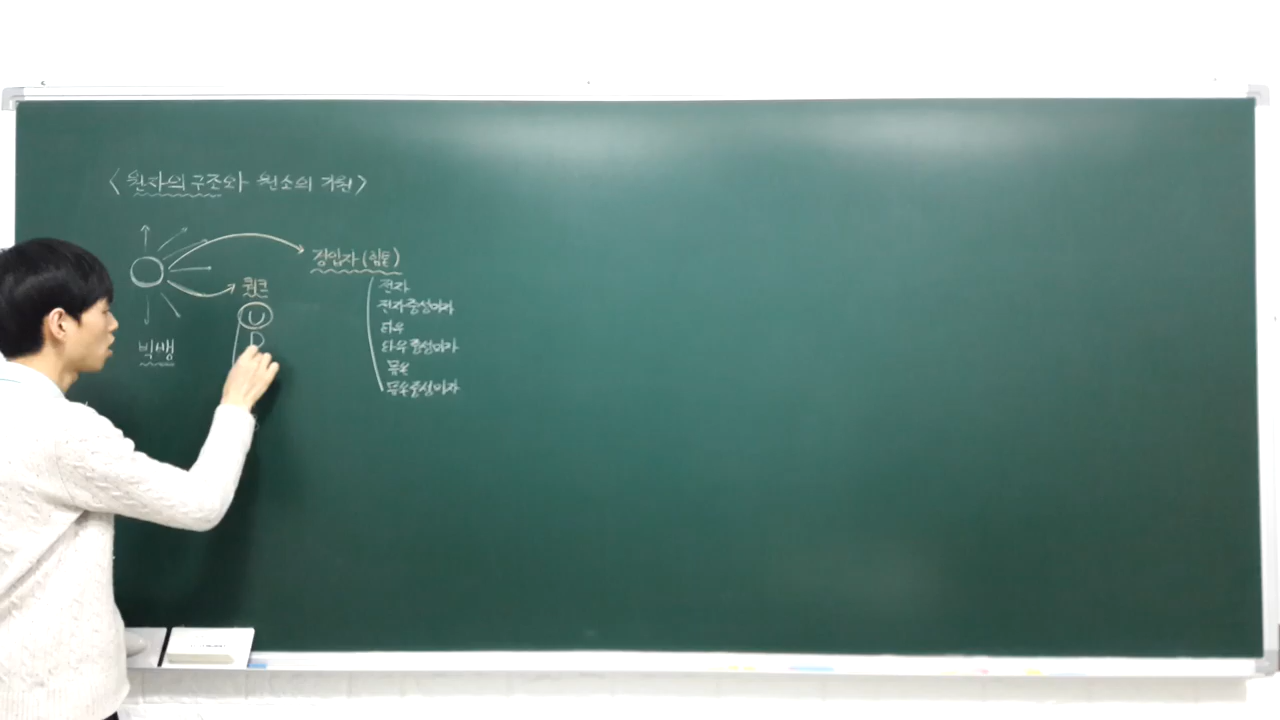 <원자의 구조와 원소의 기원>
빅뱅
쿼크
U
D
경입자(힘듦)
전자
전자중성미자
타우
타우중성미자
뮤온
뮤온중성미자